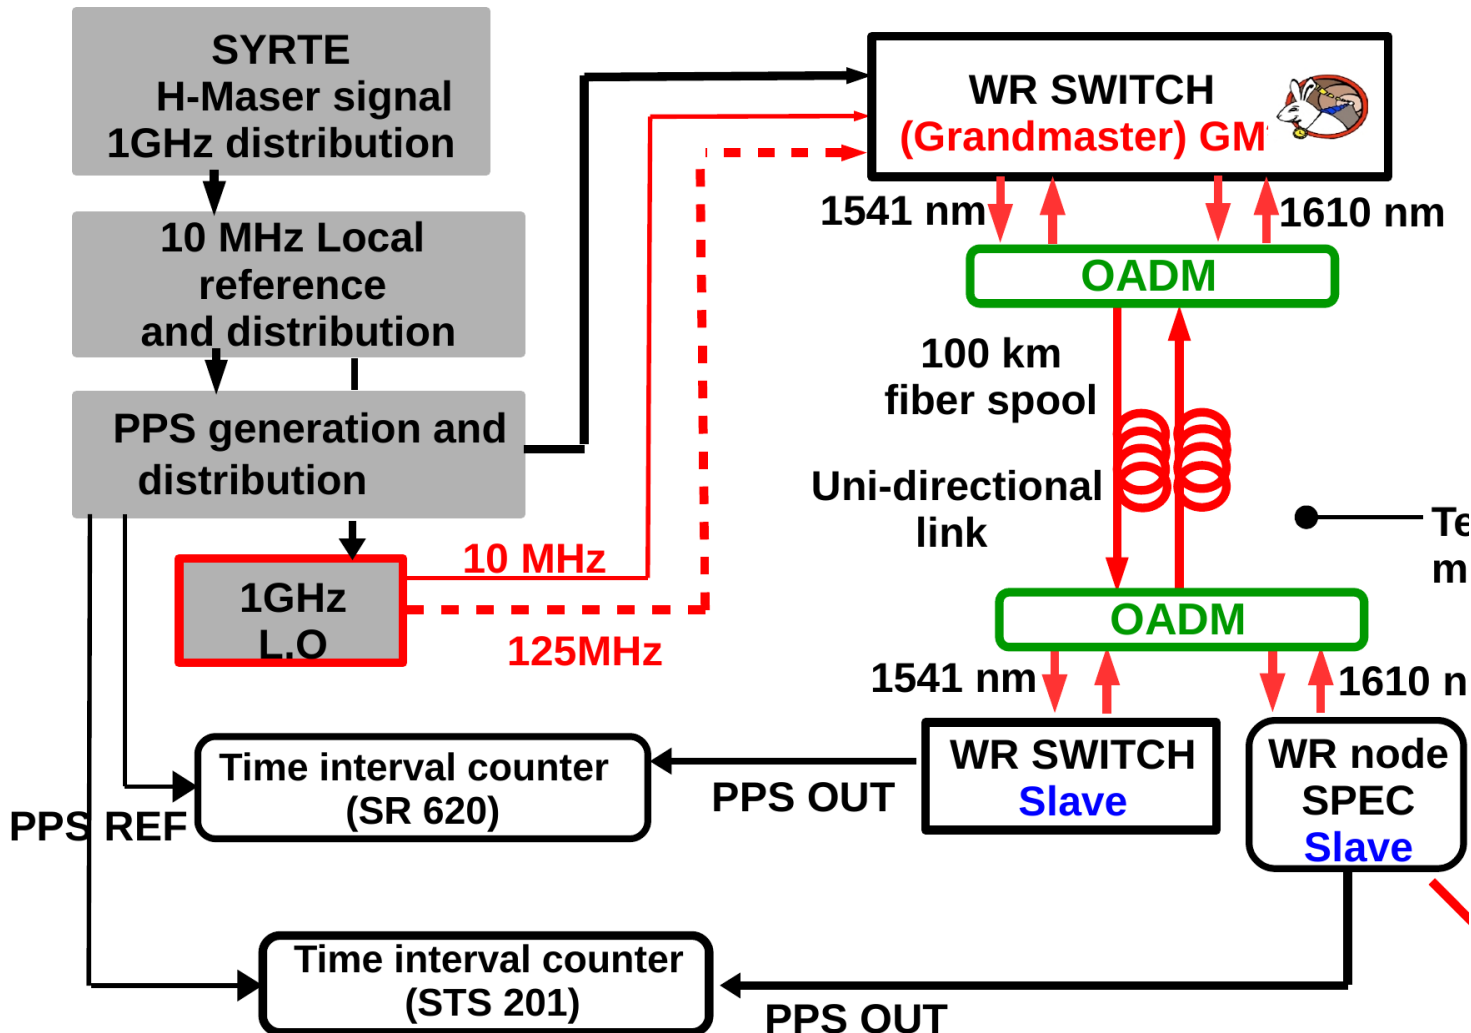 SYRTE
H-Maser signal
1GHz distribution
10 MHz Local
reference
and distribution
PPS generation and
distribution
1GHz
L.O
10 MHz
125MHz
WR SWITCH
(Grandmaster) GM
1541 nm
1610 nm
OADM
100 km
fiber spool
Uni-directional
link
Te
m
OADM
1541 nm
1610 n
WR SWITCH
Slave
WR node
SPEC
Slave
Time interval counter
(SR 620)
PPS OUT
PPS REF
Time interval counter
(STS 201)
PPS OUT